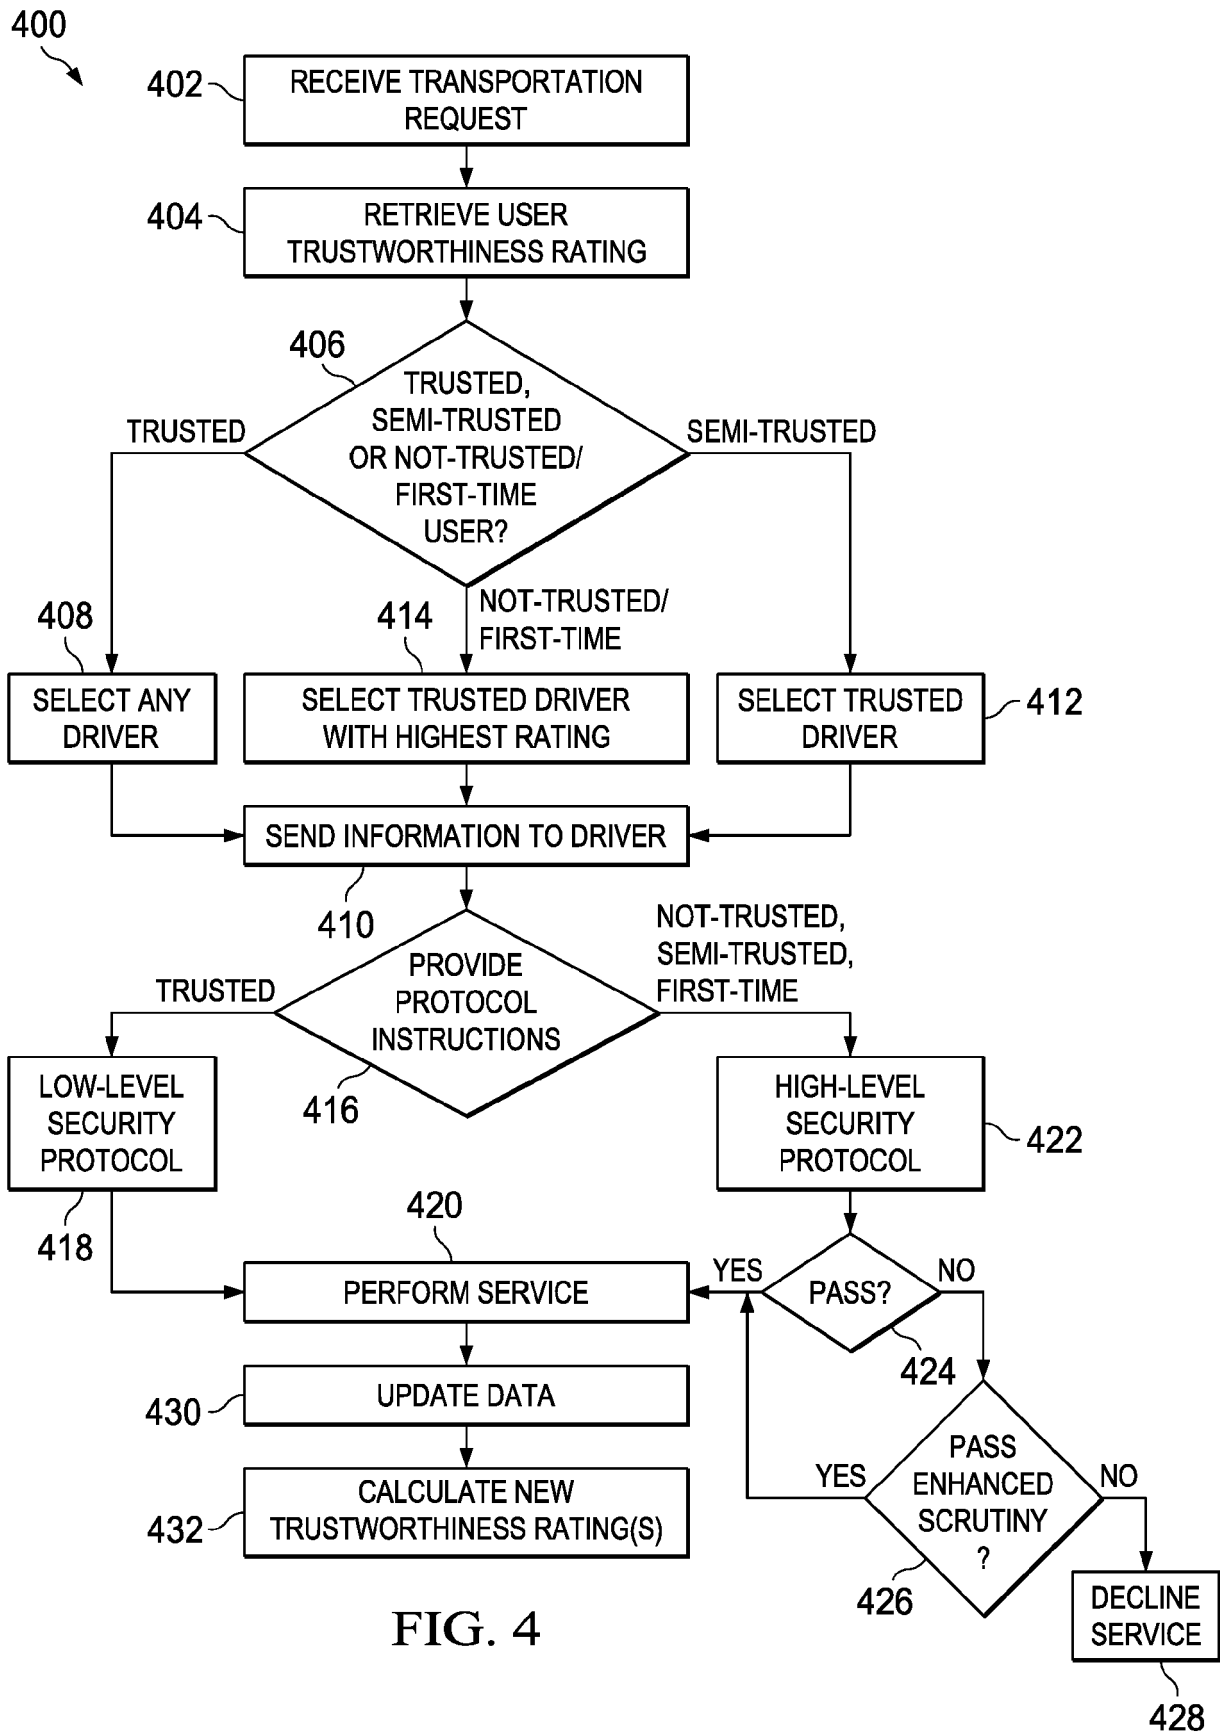 400
402
RECEIVE TRANSPORTATION
REQUEST
404
RETRIEVE USER
TRUSTWORTHINESS RATING
406
TRUSTED,
SEMI-TRUSTED
OR NOT-TRUSTED/
FIRST-TIME
USER?
TRUSTED
SEMI-TRUSTED
NOT-TRUSTED/
FIRST-TIME
408
SELECT ANY
DRIVER
414
SELECT TRUSTED DRIVER
WITH HIGHEST RATING
SELECT TRUSTED
DRIVER
412
SEND INFORMATION TO DRIVER
410
PROVIDE
PROTOCOL
INSTRUCTIONS
416
TRUSTED
NOT-TRUSTED,
SEMI-TRUSTED,
FIRST-TIME
LOW-LEVEL
SECURITY
PROTOCOL
418
HIGH-LEVEL
SECURITY
PROTOCOL
422
420
PERFORM SERVICE
YES
PASS?
NO
424
430
UPDATE DATA
432
CALCULATE NEW
TRUSTWORTHINESS RATING(S)
YES
PASS
ENHANCED
SCRUTINY
?
NO
426
DECLINE
SERVICE
428
FIG. 4